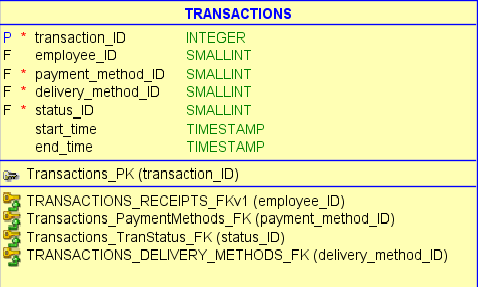 TRANSACTIONS
P * transaction_ID INTEGER
F employee_ID SMALLINT
F * payment_method_ID SMALLINT
F * delivery_method_ID SMALLINT
F * status_ID SMALLINT
start_time TIMESTAMP
end_time TIMESTAMP
Transactions_PK (transaction_ID)
TRANSACTIONS_RECEIPTS_FKv1 (employee_ID)
Transactions_PaymentMethods_FK (payment_method_ID)
Transactions_TranStatus_FK (status_ID)
TRANSACTIONS_DELIVERY_METHODS_FK (delivery_method_ID)